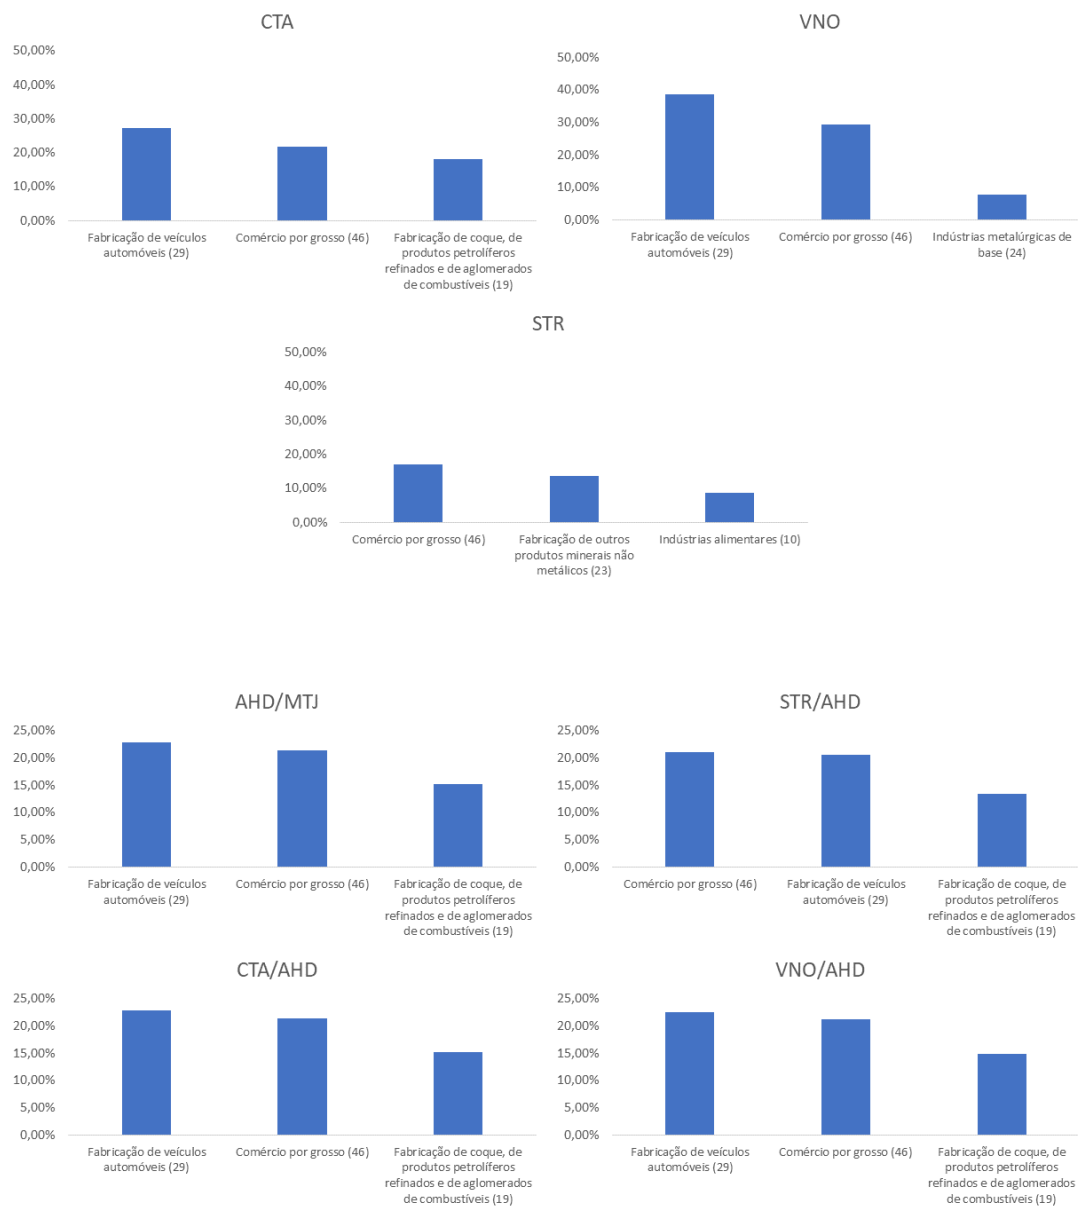 CTA
50,00%
40,00%
30,00%
20,00%
10,00%
0,00%
Fabricação de veículos
automóveis (29)
Comércio por grosso (46)
Fabricação de coque, de
produtos petrolíferos
refinados e de aglomerados
de combustíveis (19)
VNO
50,00%
40,00%
30,00%
20,00%
10,00%
0,00%
Fabricação de veículos
automóveis (29)
Comércio por grosso (46)
Indústrias metalúrgicas de
base (24)
STR
50,00%
40,00%
30,00%
20,00%
10,00%
0,00%
Comércio por grosso (46)
Fabricação de outros
produtos minerais não
metálicos (23)
Indústrias alimentares (10)
AHD/MTJ
25,00%
20,00%
15,00%
10,00%
5,00%
0,00%
Fabricação de veículos
automóveis (29)
Comércio por grosso (46)
Fabricação de coque, de
produtos petrolíferos
refinados e de aglomerados
de combustíveis (19)
STR/AHD
25,00%
20,00%
15,00%
10,00%
5,00%
0,00%
Comércio por grosso (46)
Fabricação de veículos
automóveis (29)
Fabricação de coque, de
produtos petrolíferos
refinados e de aglomerados
de combustíveis (19)
CTA/AHD
25,00%
20,00%
15,00%
10,00%
5,00%
0,00%
Fabricação de veículos
automóveis (29)
Comércio por grosso (46)
Fabricação de coque, de
produtos petrolíferos
refinados e de aglomerados
de combustíveis (19)
VNO/AHD
25,00%
20,00%
15,00%
10,00%
5,00%
0,00%
Fabricação de veículos
automóveis (29)
Comércio por grosso (46)
Fabricação de coque, de
produtos petrolíferos
refinados e de aglomerados
de combustíveis (19)